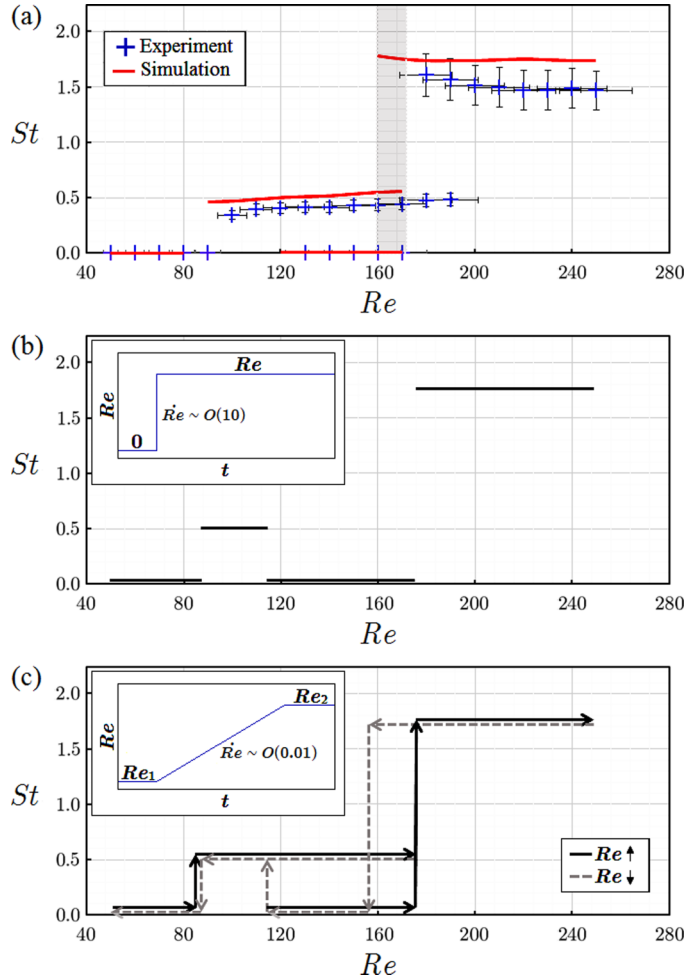 (a)
2.0
1.5
1.0
0.5
0.0
St
Experiment
Simulation
40 80 120 160 200 240 280
Re
(b)
2.0
1.5
1.0
0.5
0.0
St
Re
Re
0
Ṙe ~ O(10)
t
40 80 120 160 200 240 280
Re
(c)
2.0
1.5
1.0
0.5
0.0
St
Re
Re₁
Re₂
Ṙe ~ O(0.01)
t
Re ↑
Re ↓
40 80 120 160 200 240 280
Re